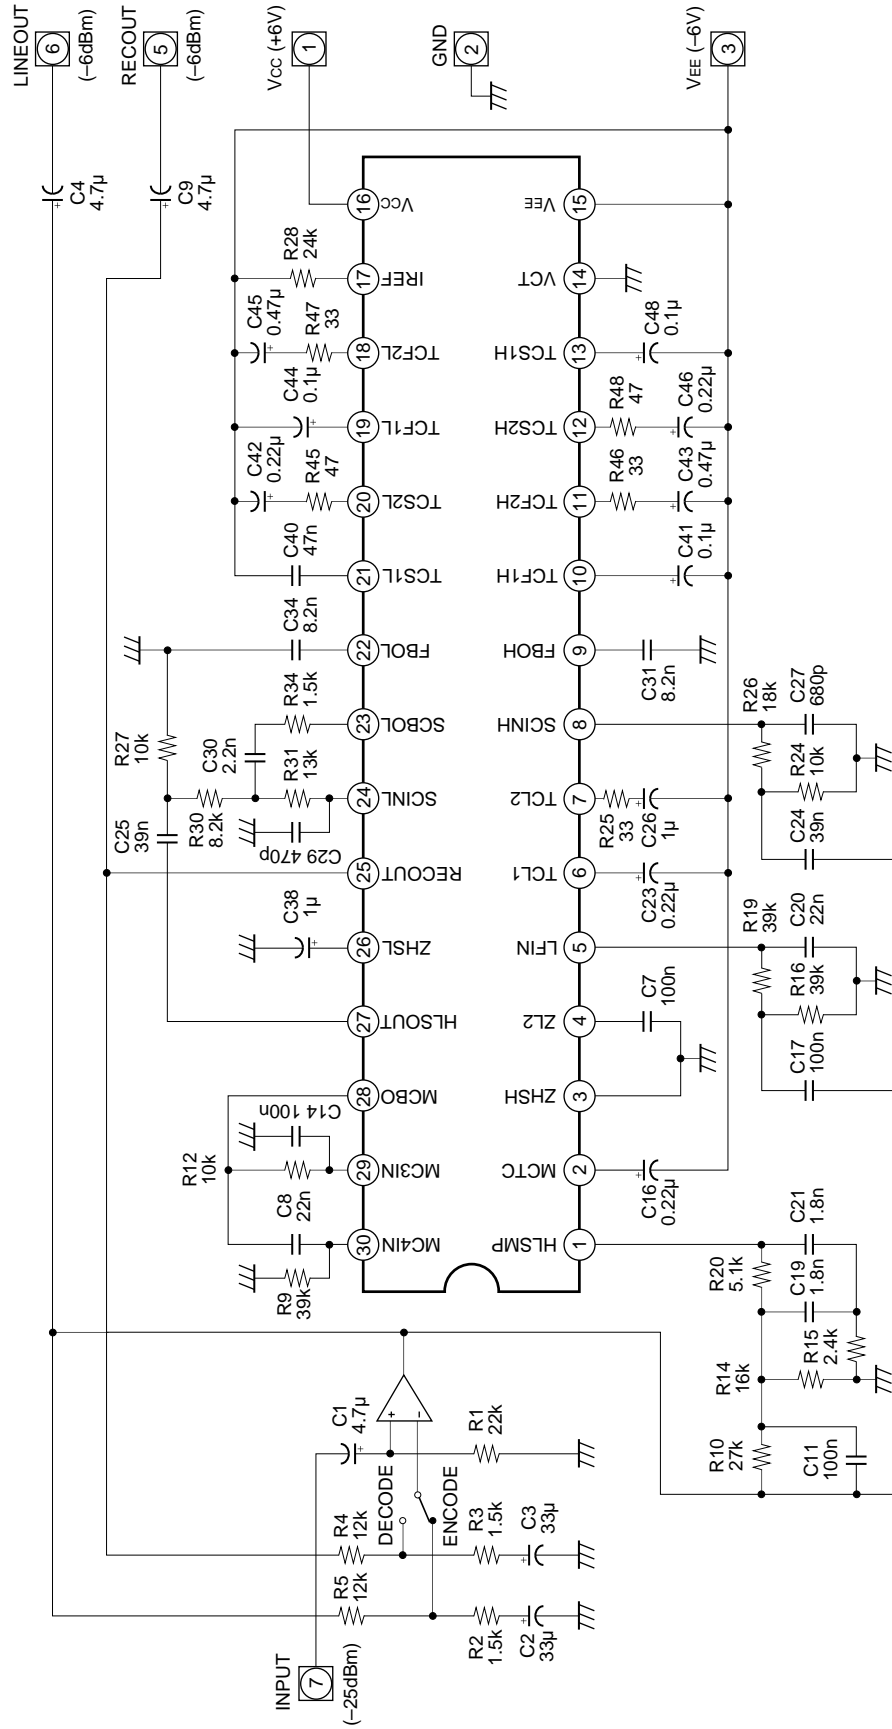 LINEOUT
6
(–6dBm)
RECOUT
5
(–6dBm)
VCC (+6V)
1
GND
2
VEE (–6V)
3
INPUT
7
(–25dBm)
C4
4.7µ
C9
4.7µ
R28
24k
C45
0.47µ
R47
33
C44
0.1µ
C42
0.22µ
R45
47
C40
47n
C34
8.2n
R34
1.5k
R27
10k
C30
2.2n
R31
13k
R30
8.2k
C29 470p
C25
39n
C38
1µ
C14 100n
R12
10k
C8
22n
R9
39k
16
VCC
17
IREF
18
TCF2L
19
TCF1L
20
TCS2L
21
TCS1L
22
FBOL
23
SCBOL
24
SCINL
25
RECOUT
26
ZHSL
27
HLSOUT
28
MCBO
29
MC3IN
30
MC4IN
15
VEE
14
VCT
13
TCS1H
12
TCS2H
11
TCF2H
10
TCF1H
9
FBOH
8
SCINH
7
TCL2
6
TCL1
5
LFIN
4
ZL2
3
ZHSH
2
MCTC
1
HLSMP
C48
0.1µ
R48
47
C46
0.22µ
R46
33
C43
0.47µ
C41
0.1µ
C31
8.2n
R26
18k
C27
680p
R24
10k
C24
39n
R25
33
C26
1µ
C23
0.22µ
R19
39k
C20
22n
R16
39k
C17
100n
C7
100n
C16
0.22µ
C21
1.8n
R20
5.1k
C19
1.8n
R15
2.4k
R14
16k
R10
27k
C11
100n
C1
4.7µ
+
–
R1
22k
DECODE
ENCODE
R4
12k
R3
1.5k
C3
33µ
R5
12k
R2
1.5k
C2
33µ